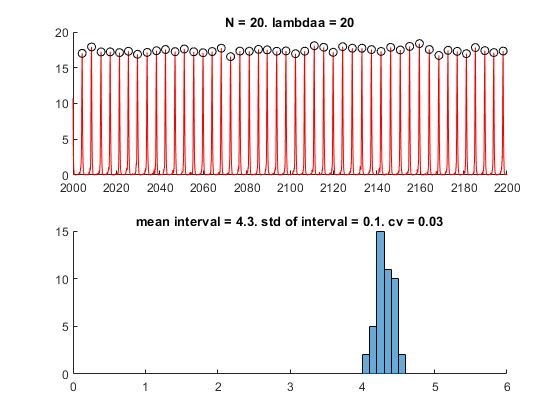 N = 20. lambdaa = 20
20
15
10
5
0
2000 2020 2040 2060 2080 2100 2120 2140 2160 2180 2200
mean interval = 4.3. std of interval = 0.1. cv = 0.03
15
10
5
0
0 1 2 3 4 5 6